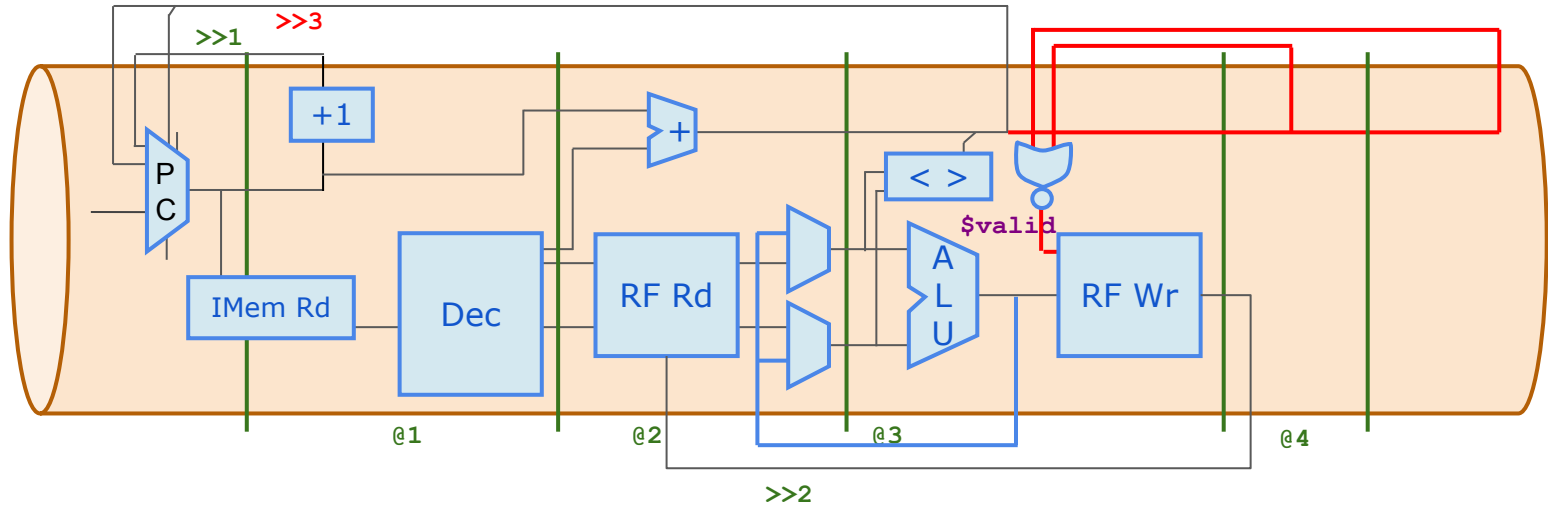 >>3
>>1
+1
+
P
C
< >
$valid
IMem Rd
Dec
RF Rd
A
L
U
RF Wr
@1
@2
@3
@4
>>2